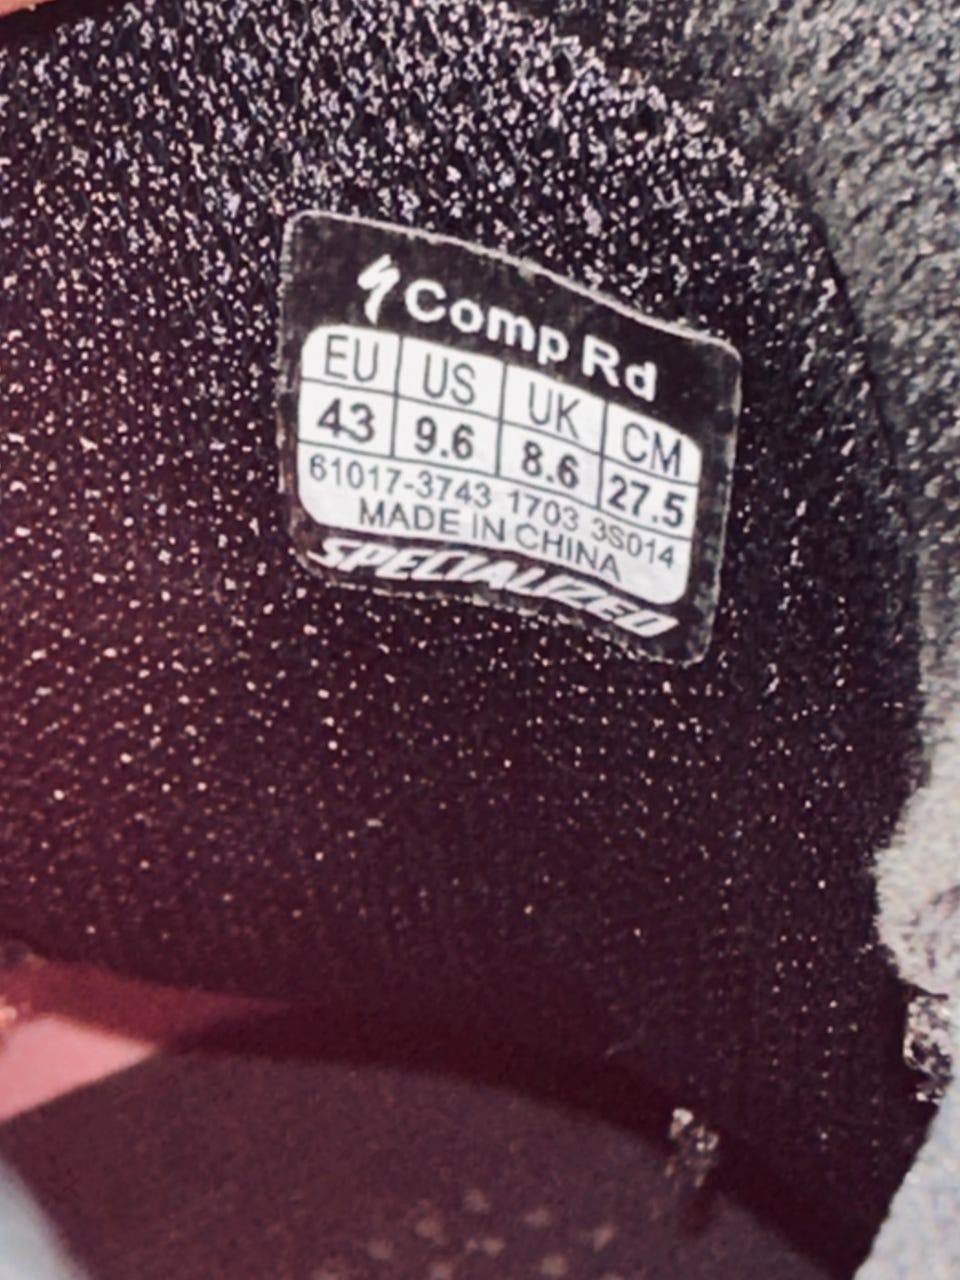 Comp Rd
EU US UK CM
43 9.6 8.6 27.5
61017-3743 1703 3S014
MADE IN CHINA
SPECIALIZED